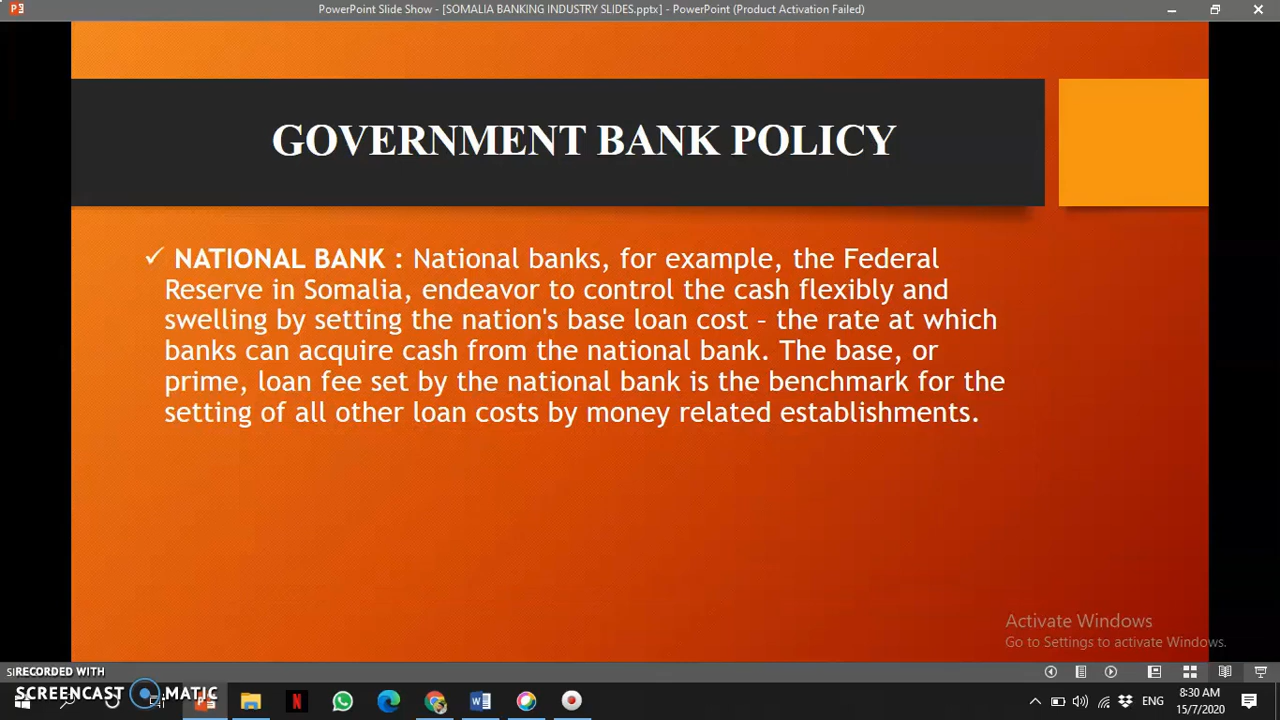 PowerPoint Slide Show - [SOMALIA BANKING INDUSTRY SLIDES.pptx] - PowerPoint (Product Activation Failed)
GOVERNMENT BANK POLICY
✓ NATIONAL BANK : National banks, for example, the Federal
Reserve in Somalia, endeavor to control the cash flexibly and
swelling by setting the nation's base loan cost – the rate at which
banks can acquire cash from the national bank. The base, or
prime, loan fee set by the national bank is the benchmark for the
setting of all other loan costs by money related establishments.
Activate Windows
Go to Settings to activate Windows.
RECORDED WITH
SCREENCAST MATIC
ENG
8:30 AM
15/7/2020